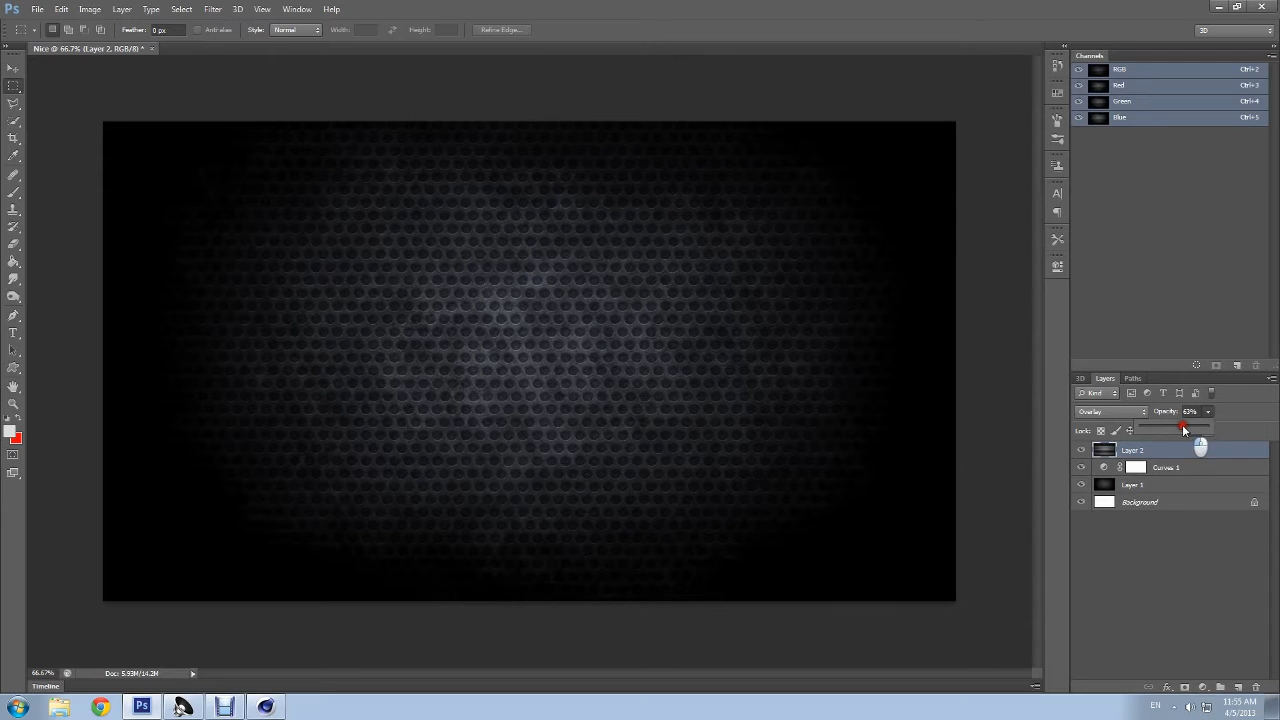 Ps File Edit Image Layer Type Select Filter 3D View Window Help
Feather: 0 px Anti-alias Style: Normal Width: Height: Refine Edge... 3D
Nice @ 66.7% (Layer 2, RGB/8) * ×
Channels
RGB Ctrl+2
Red Ctrl+3
Green Ctrl+4
Blue Ctrl+5
3D Layers Paths
Kind
Overlay Opacity: 63%
Lock:
Layer 2
Curves 1
Layer 1
Background
66.67% Doc: 5.93M/14.2M
Timeline
Ps EN 11:55 AM
4/5/2013